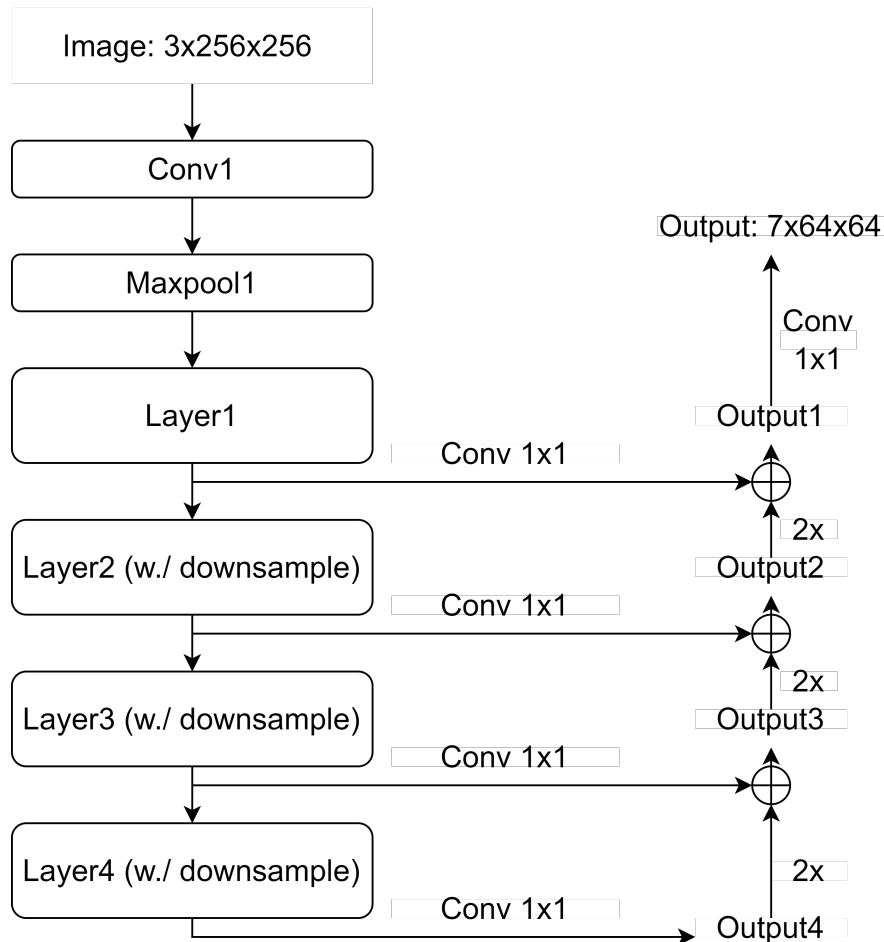 Image: 3x256x256
Conv1
Maxpool1
Output: 7x64x64
Conv
1x1
Layer1
Output1
Conv 1x1
2x
Layer2 (w./ downsample)
Output2
Conv 1x1
2x
Layer3 (w./ downsample)
Output3
Conv 1x1
Layer4 (w./ downsample)
2x
Conv 1x1
Output4